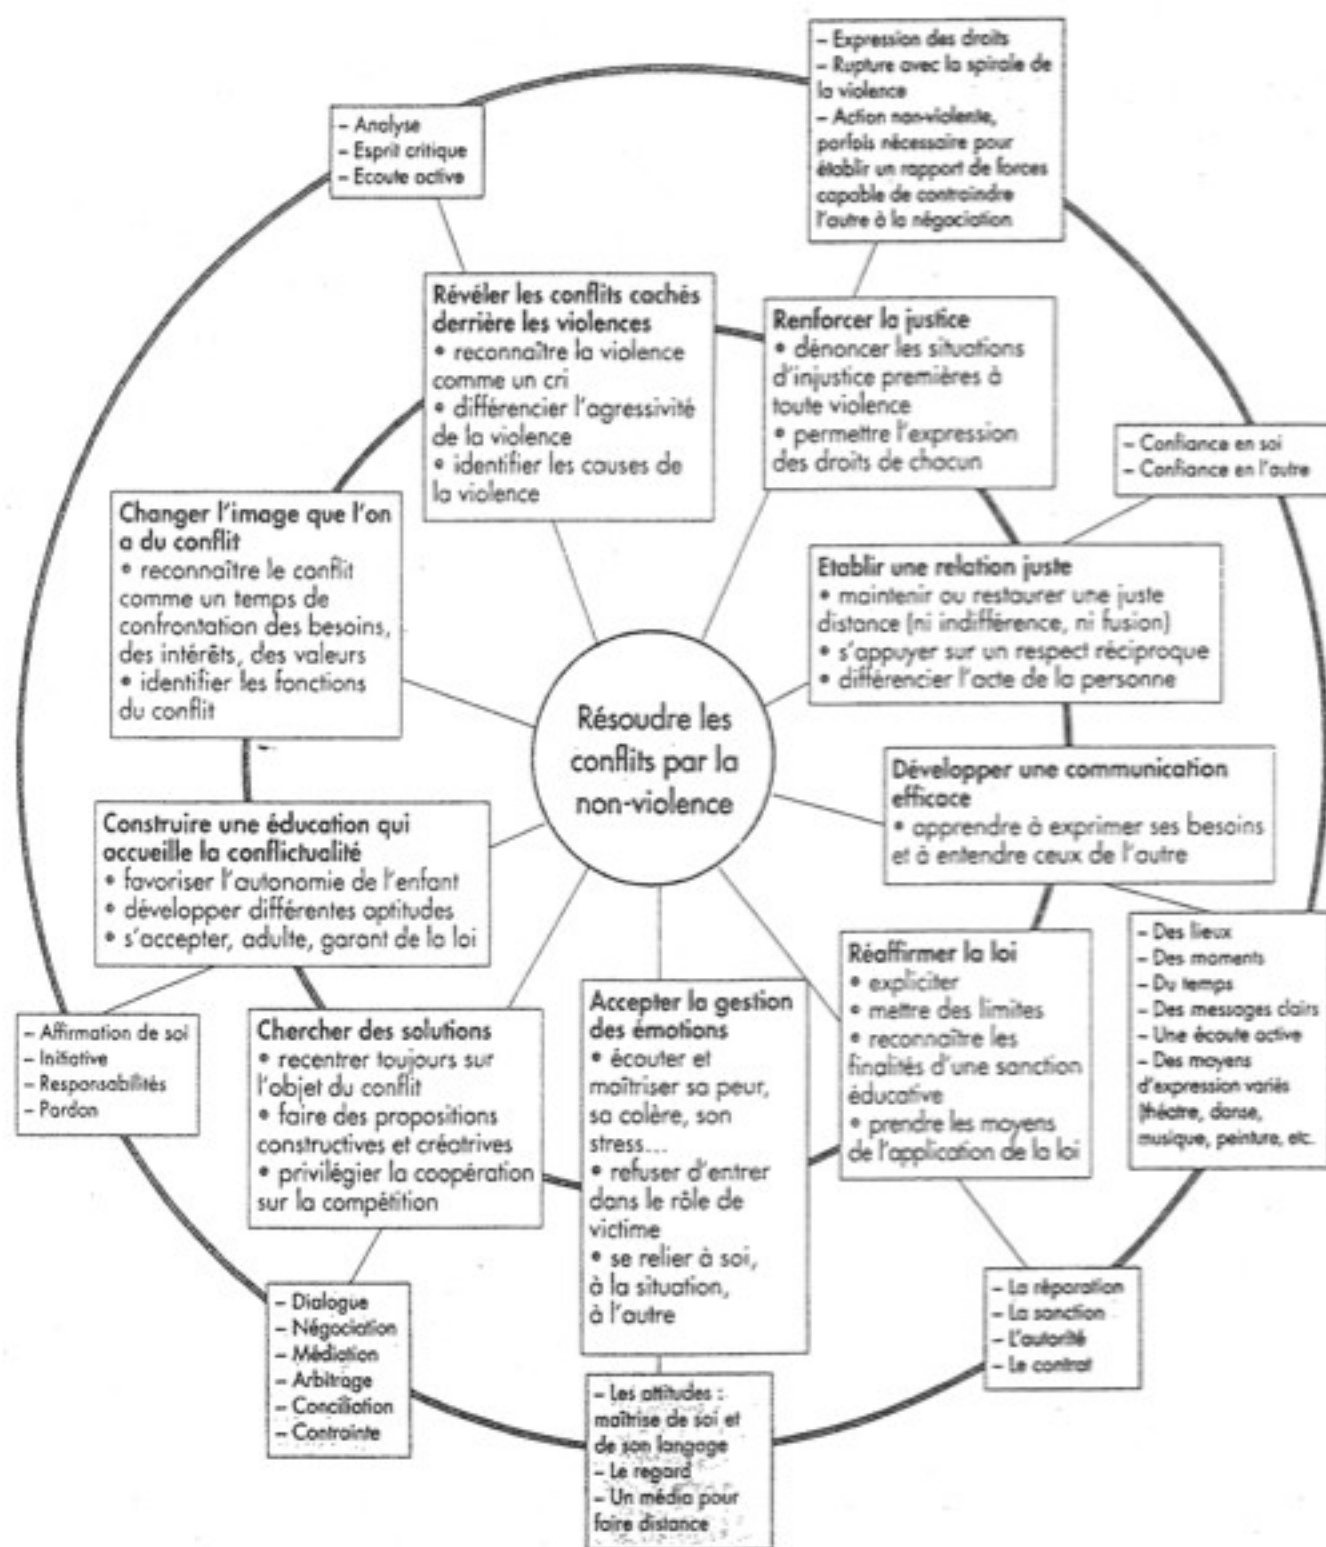 – Expression des droits
– Rupture avec la spirale de
la violence
– Action non-violente,
parfois nécessaire pour
établir un rapport de forces
capable de contraindre
l'autre à la négociation
– Analyse
– Esprit critique
– Ecoute active
Révéler les conflits cachés
derrière les violences
• reconnaître la violence
comme un cri
• différencier l'agressivité
de la violence
• identifier les causes de
la violence
Renforcer la justice
• dénoncer les situations
d'injustice premières à
toute violence
• permettre l'expression
des droits de chacun
– Confiance en soi
– Confiance en l'autre
Changer l'image que l'on
a du conflit
• reconnaître le conflit
comme un temps de
confrontation des besoins,
des intérêts, des valeurs
• identifier les fonctions
du conflit
Etablir une relation juste
• maintenir ou restaurer une juste
distance (ni indifférence, ni fusion)
• s'appuyer sur un respect réciproque
• différencier l'acte de la personne
Résoudre les
conflits par la
non-violence
Développer une communication
efficace
• apprendre à exprimer ses besoins
et à entendre ceux de l'autre
Construire une éducation qui
accueille la conflictualité
• favoriser l'autonomie de l'enfant
• développer différentes aptitudes
• s'accepter, adulte, garant de la loi
– Des lieux
– Des moments
– Du temps
– Des messages clairs
– Une écoute active
– Des moyens
d'expression variés
(théatre, danse,
musique, peinture, etc.
Réaffirmer la loi
• expliciter
• mettre des limites
• reconnaître les
finalités d'une sanction
éducative
• prendre les moyens
de l'application de la loi
Accepter la gestion
des émotions
• écouter et
maîtriser sa peur,
sa colère, son
stress...
• refuser d'entrer
dans le rôle de
victime
• se relier à soi,
à la situation,
à l'autre
Chercher des solutions
• recentrer toujours sur
l'objet du conflit
• faire des propositions
constructives et créatrives
• privilégier la coopération
sur la compétition
– Affirmation de soi
– Initiative
– Responsabilités
– Pardon
– Dialogue
– Négociation
– Médiation
– Arbitrage
– Conciliation
– Contrainte
– La réparation
– La sanction
– L'autorité
– Le contrat
– Les attitudes :
maîtrise de soi et
de son langage
– Le regard
– Un média pour
faire distance